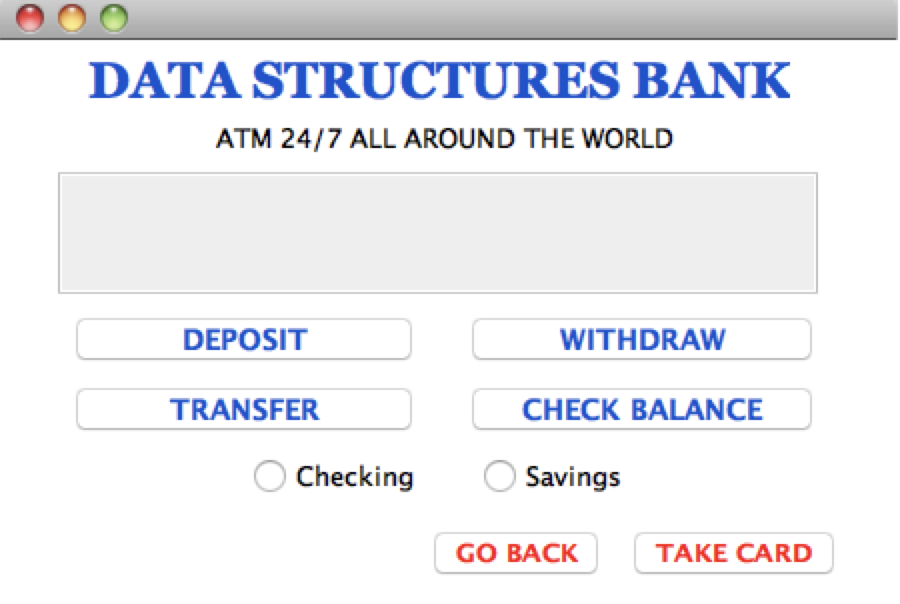 DATA STRUCTURES BANK
ATM 24/7 ALL AROUND THE WORLD
DEPOSIT WITHDRAW
TRANSFER CHECK BALANCE
Checking Savings
GO BACK TAKE CARD